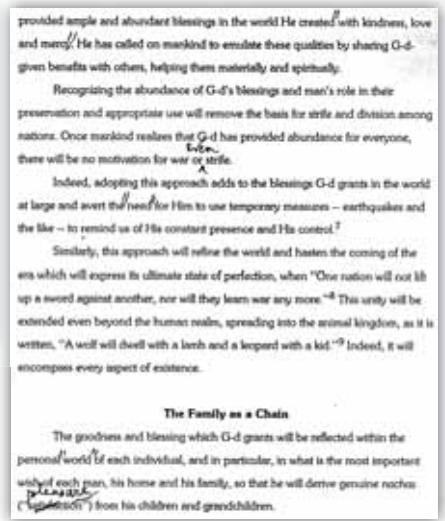 provided ample and abundant blessings in the world He created" with kindness, love
and mercy." He has called on mankind to emulate these qualities by sharing G-d-
given benefits with others, helping them materially and spiritually.
Recognizing the abundance of G-d's blessings and man's role in their
preservation and appropriate use will remove the basis for strife and division among
nations. Once mankind realizes that G-d has provided abundance for everyone,
even
there will be no motivation for war or strife.
Indeed, adopting this approach adds to the blessings G-d grants in the world
at large and avert the "need" for Him to use temporary measures – earthquakes and
the like – to remind us of His constant presence and His control.7
Similarly, this approach will refine the world and hasten the coming of the
era which will express its ultimate state of perfection, when "One nation will not lift
up a sword against another, nor will they learn war any more."8 This unity will be
extended even beyond the human realm, spreading into the animal kingdom, as it is
written, "A wolf will dwell with a lamb and a leopard with a kid."9 Indeed, it will
encompass every aspect of existence.
The Family as a Chain
The goodness and blessing which G-d grants will be reflected within the
personal "world" of each individual, and in particular, in what is the most important
wish of each man, his home and his family, so that he will derive genuine nachas
pleasure
("") from his children and grandchildren.